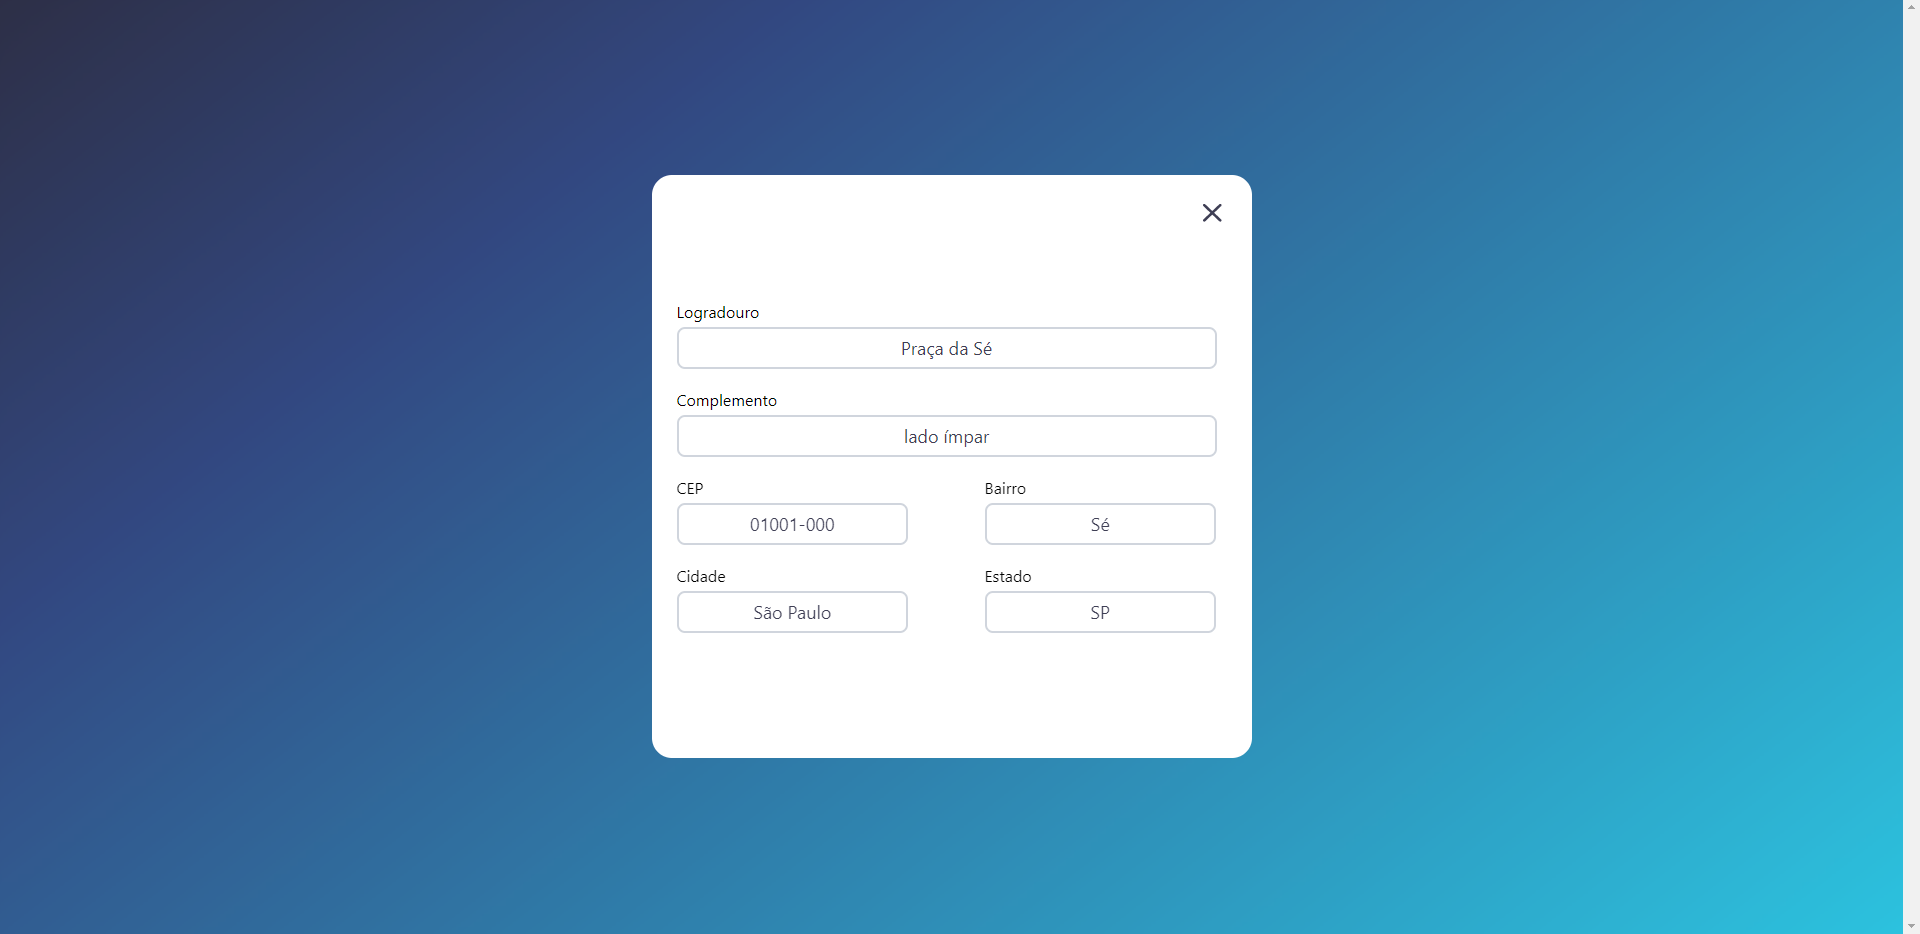 Logradouro
Praça da Sé
Complemento
lado ímpar
CEP
Bairro
01001-000
Sé
Cidade
Estado
São Paulo
SP